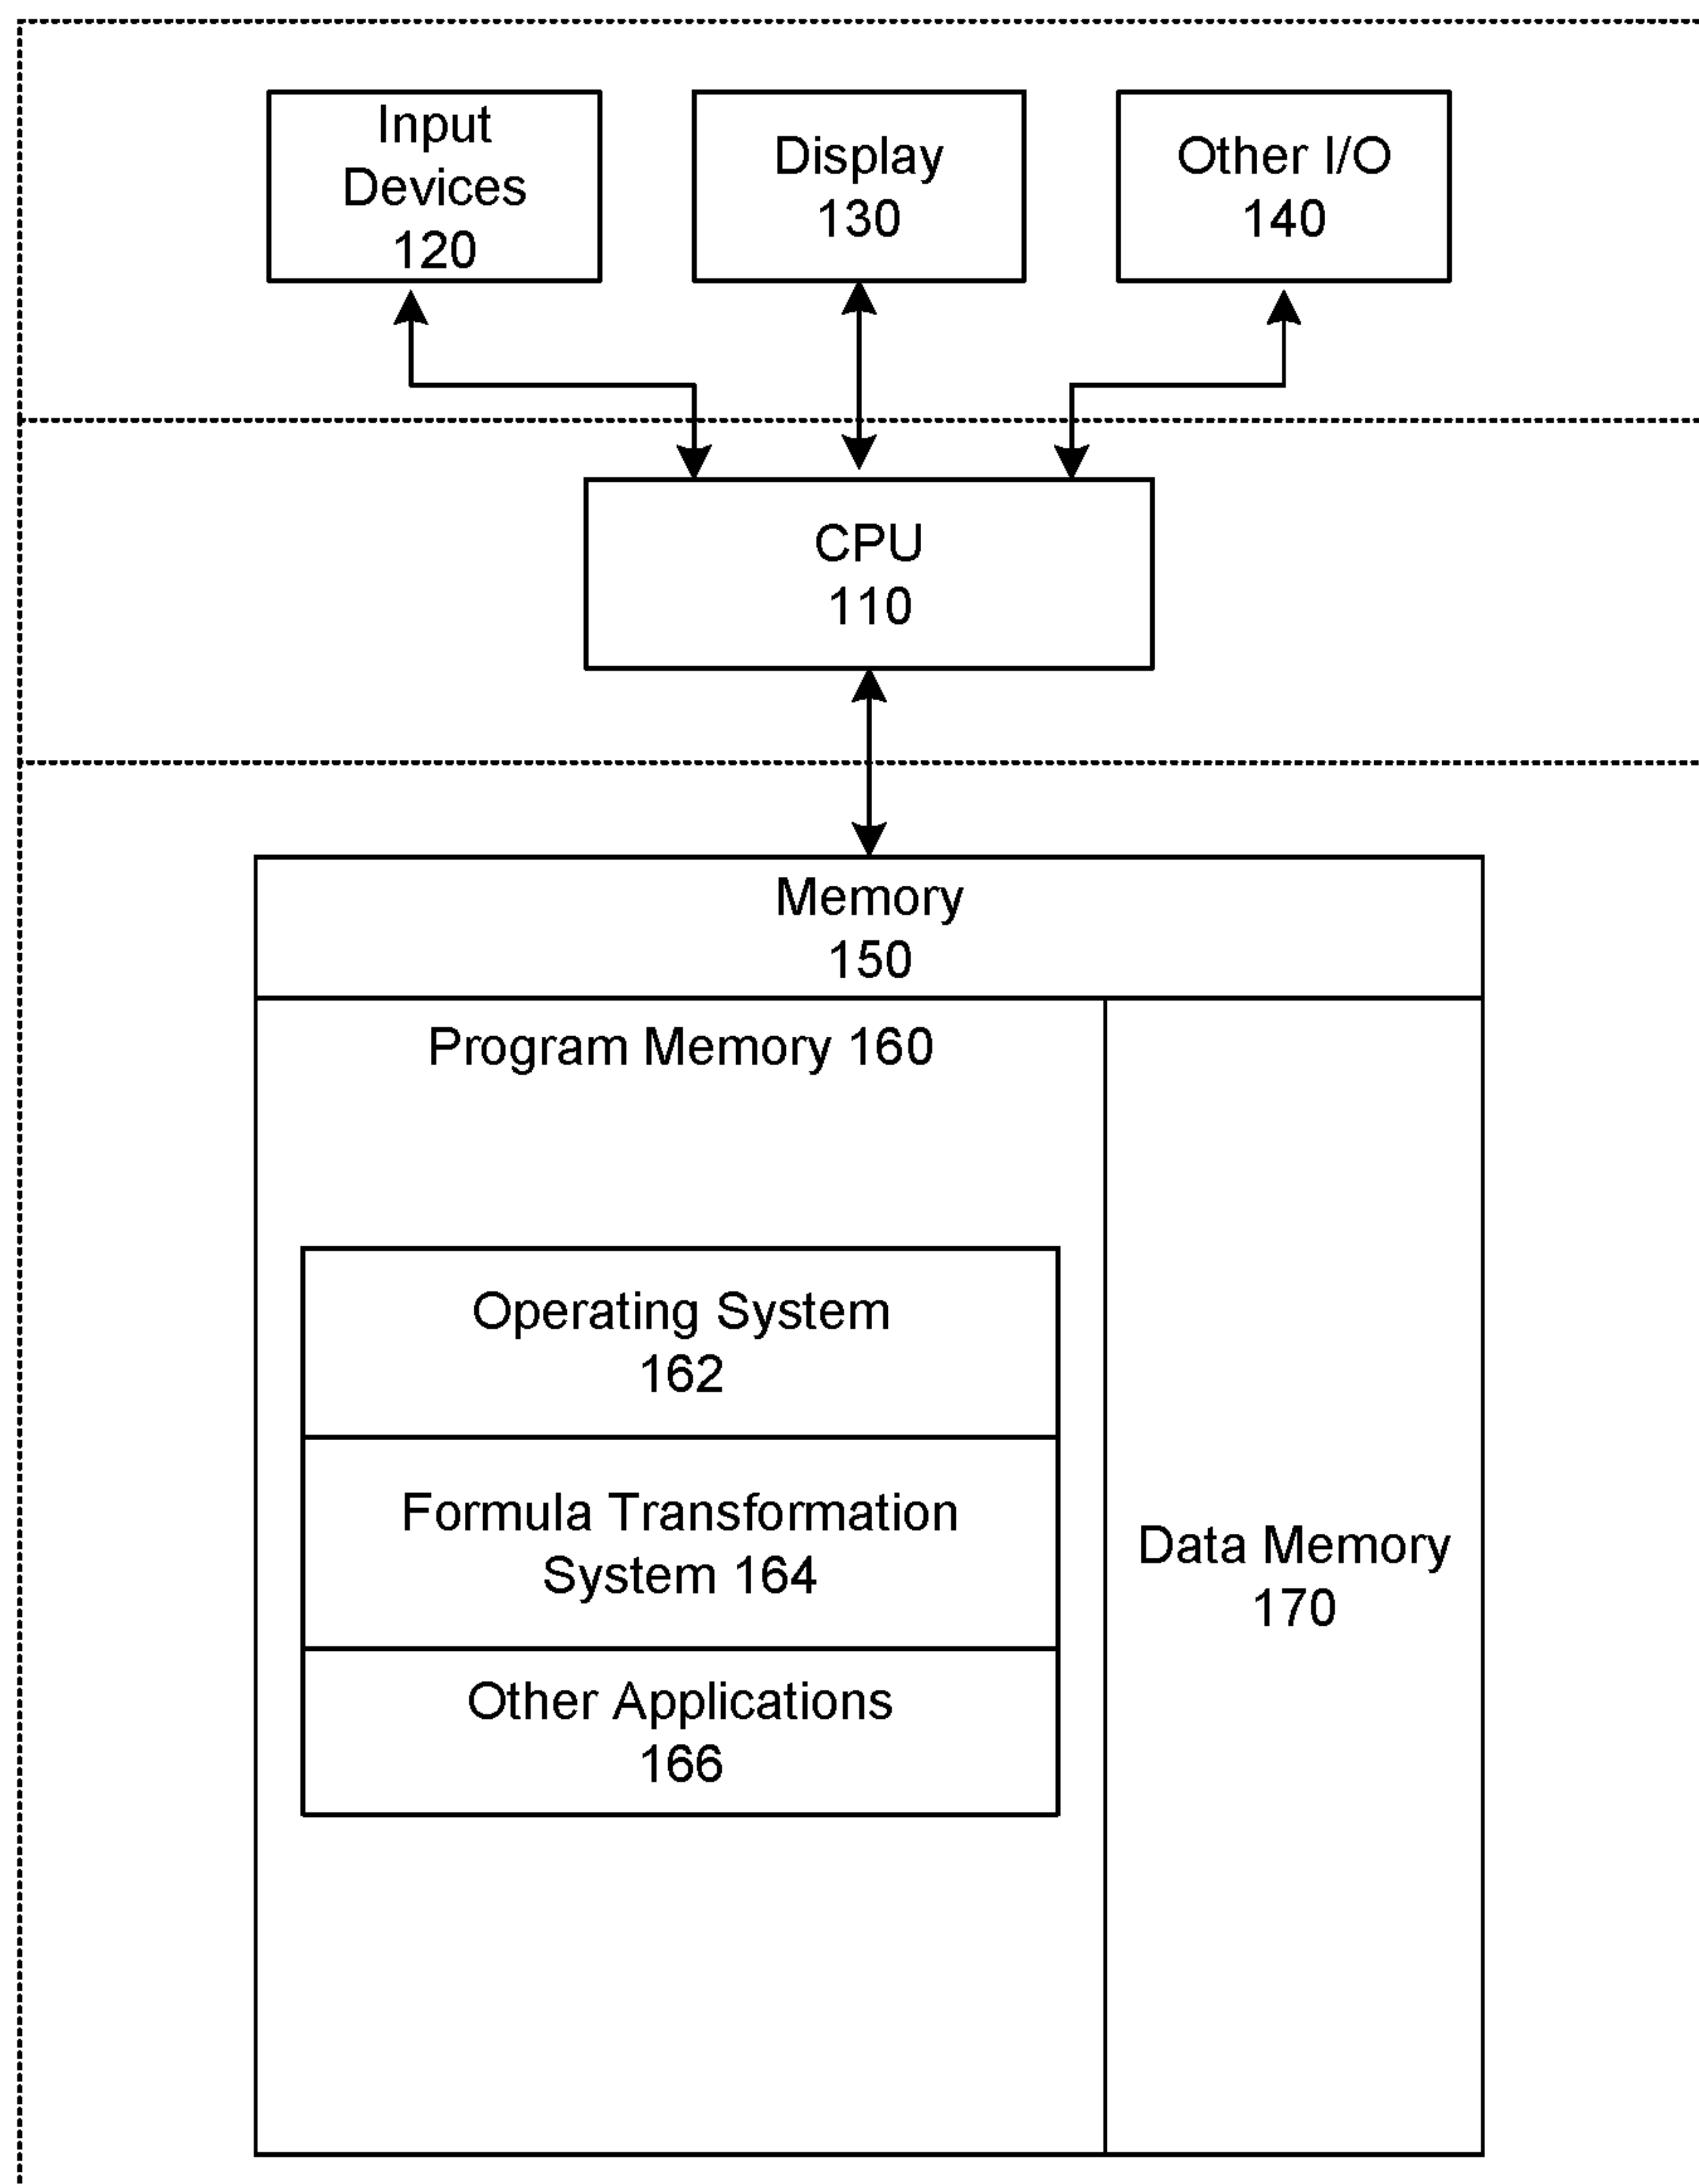 Input
Devices
120
Display
130
Other I/O
140
CPU
110
Memory
150
Program Memory 160
Operating System
162
Formula Transformation
System 164
Other Applications
166
Data Memory
170